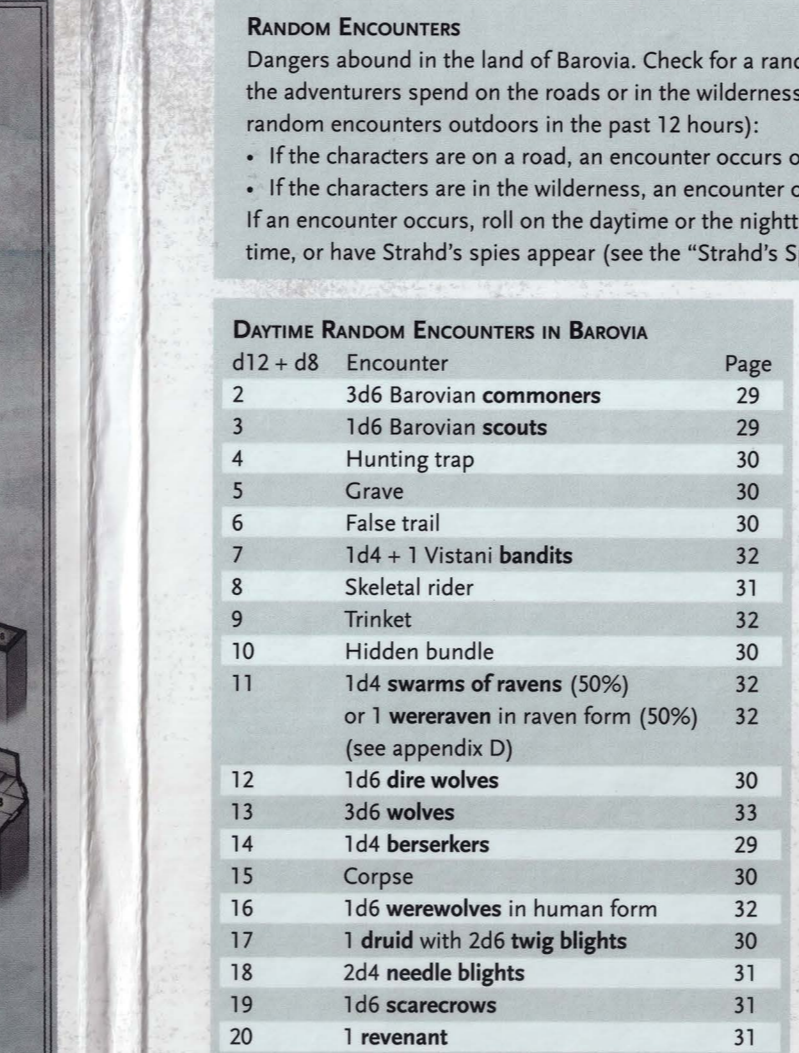 Random Encounters
Dangers abound in the land of Barovia. Check for a
the adventurers spend on the roads or in the wilderness
random encounters outdoors in the past 12 hours):
• If the characters are on a road, an encounter occurs
• If the characters are in the wilderness, an encounter
If an encounter occurs, roll on the daytime or the
time, or have Strahd's spies appear (see the "Strahd's
Daytime Random Encounters in Barovia
d12 + d8 Encounter Page
2 3d6 Barovian commoners 29
3 1d6 Barovian scouts 29
4 Hunting trap 30
5 Grave 30
6 False trail 30
7 1d4 + 1 Vistani bandits 32
8 Skeletal rider 31
9 Trinket 32
10 Hidden bundle 30
11 1d4 swarms of ravens (50%) 32
or 1 wereraven in raven form (50%) 32
(see appendix D)
12 1d6 dire wolves 30
13 3d6 wolves 33
14 1d4 berserkers 29
15 Corpse 30
16 1d6 werewolves in human form 32
17 1 druid with 2d6 twig blights 30
18 2d4 needle blights 31
19 1d6 scarecrows 31
20 1 revenant 31